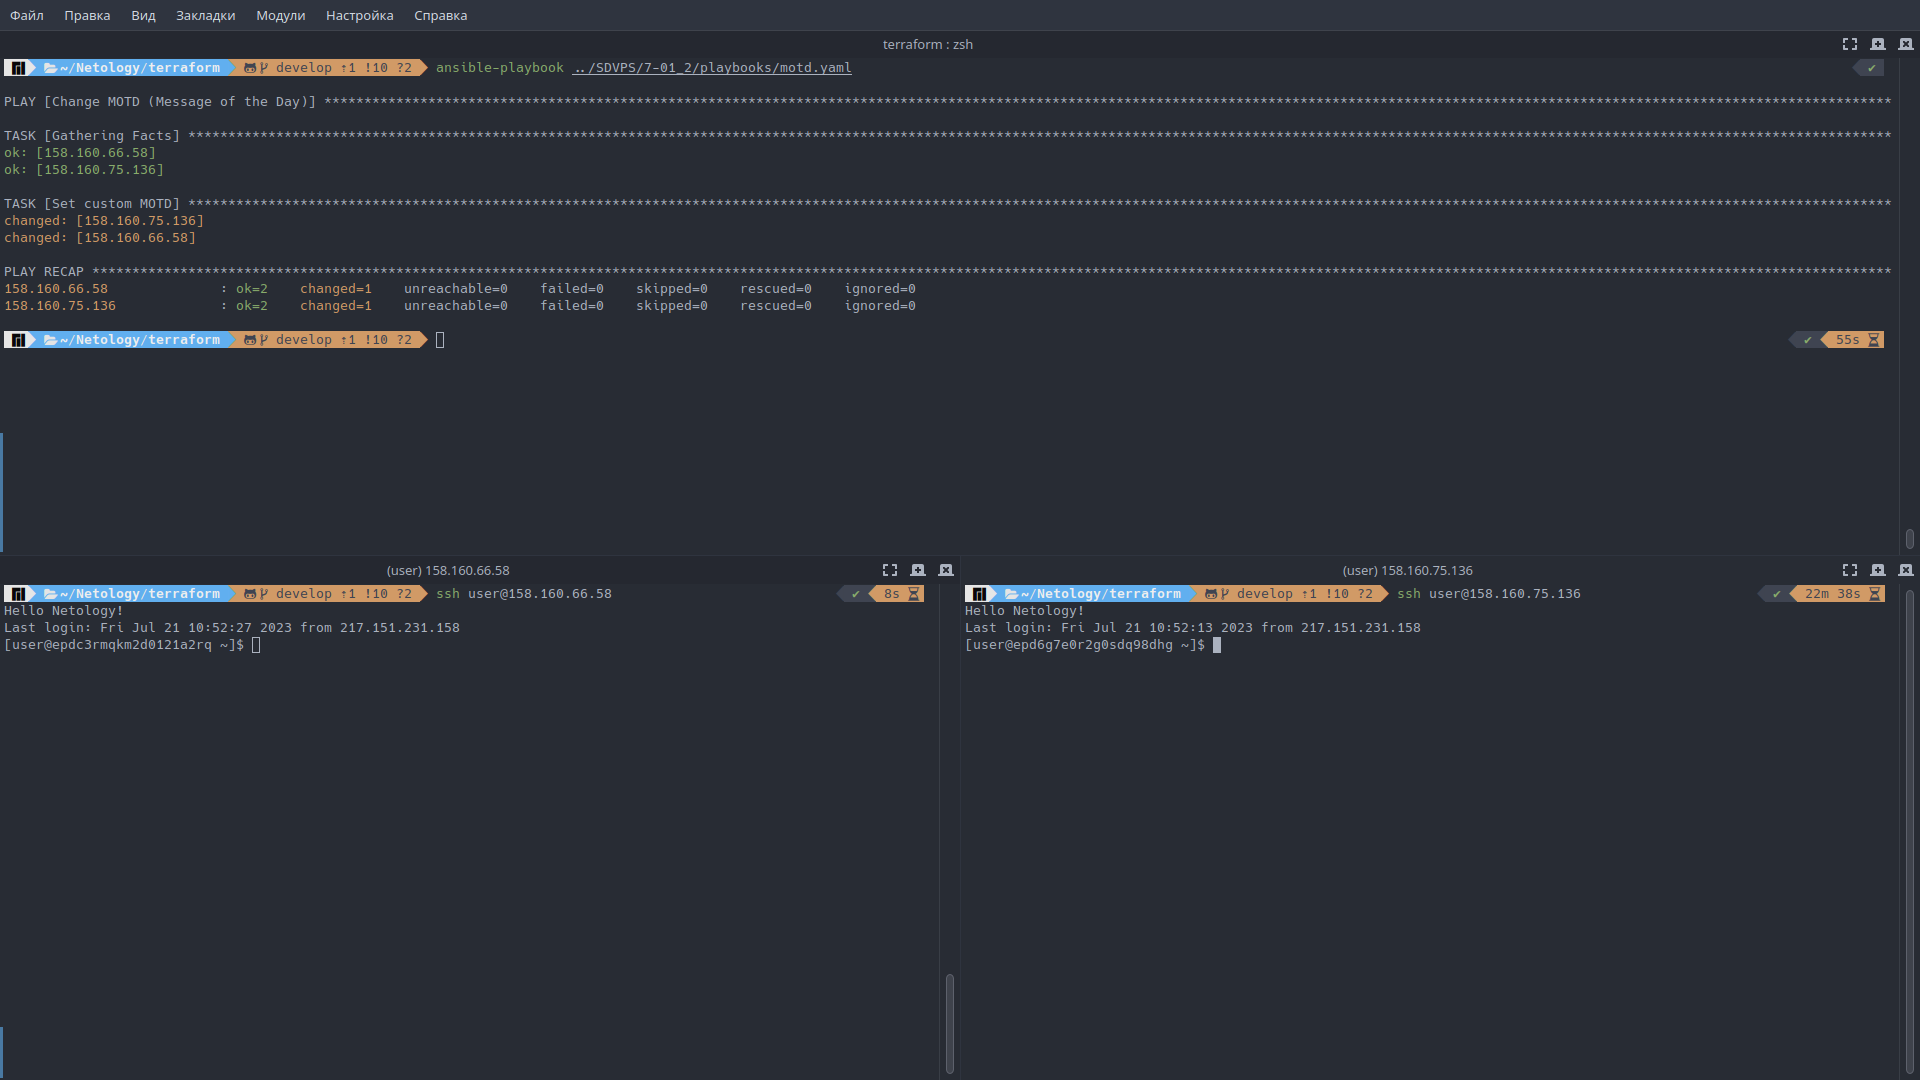 Файл Правка Вид Закладки Модули Настройка Справка
terraform : zsh
~/Netology/terraform develop ↑1 !10 ?2 ansible-playbook ../SDVPS/7-01_2/playbooks/motd.yaml ✔
PLAY [Change MOTD (Message of the Day)] ****************************************************************************************************************************************************************************************************
TASK [Gathering Facts] *********************************************************************************************************************************************************************************************************************
ok: [158.160.66.58]
ok: [158.160.75.136]
TASK [Set custom MOTD] *********************************************************************************************************************************************************************************************************************
changed: [158.160.75.136]
changed: [158.160.66.58]
PLAY RECAP *********************************************************************************************************************************************************************************************************************************
158.160.66.58 : ok=2 changed=1 unreachable=0 failed=0 skipped=0 rescued=0 ignored=0
158.160.75.136 : ok=2 changed=1 unreachable=0 failed=0 skipped=0 rescued=0 ignored=0
~/Netology/terraform develop ↑1 !10 ?2 ✔ 55s
(user) 158.160.66.58
~/Netology/terraform develop ↑1 !10 ?2 ssh user@158.160.66.58 ✔ 8s
Hello Netology!
Last login: Fri Jul 21 10:52:27 2023 from 217.151.231.158
[user@epdc3rmqkm2d0121a2rq ~]$
(user) 158.160.75.136
~/Netology/terraform develop ↑1 !10 ?2 ssh user@158.160.75.136 ✔ 22m 38s
Hello Netology!
Last login: Fri Jul 21 10:52:13 2023 from 217.151.231.158
[user@epd6g7e0r2g0sdq98dhg ~]$